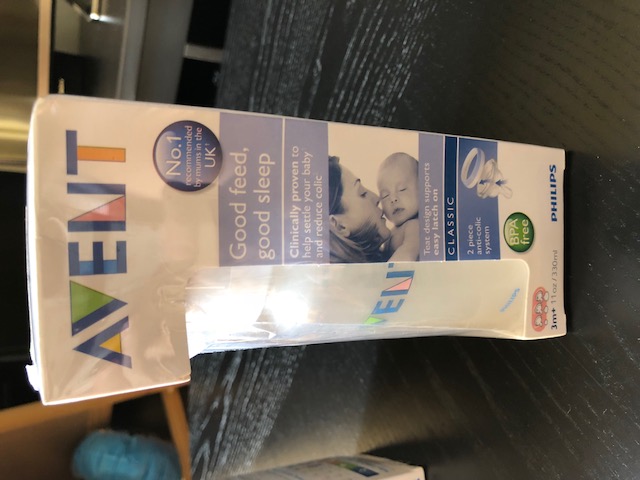 AVENT
No.1
recommended
by mums in the
UK
Good feed,
good sleep
Clinically proven to
help settle your baby
and reduce colic
Teat design supports
easy latch on
CLASSIC
2 piece
anti-colic
system
BPA
free
3m+ 11oz/330ml
PHILIPS
VENT